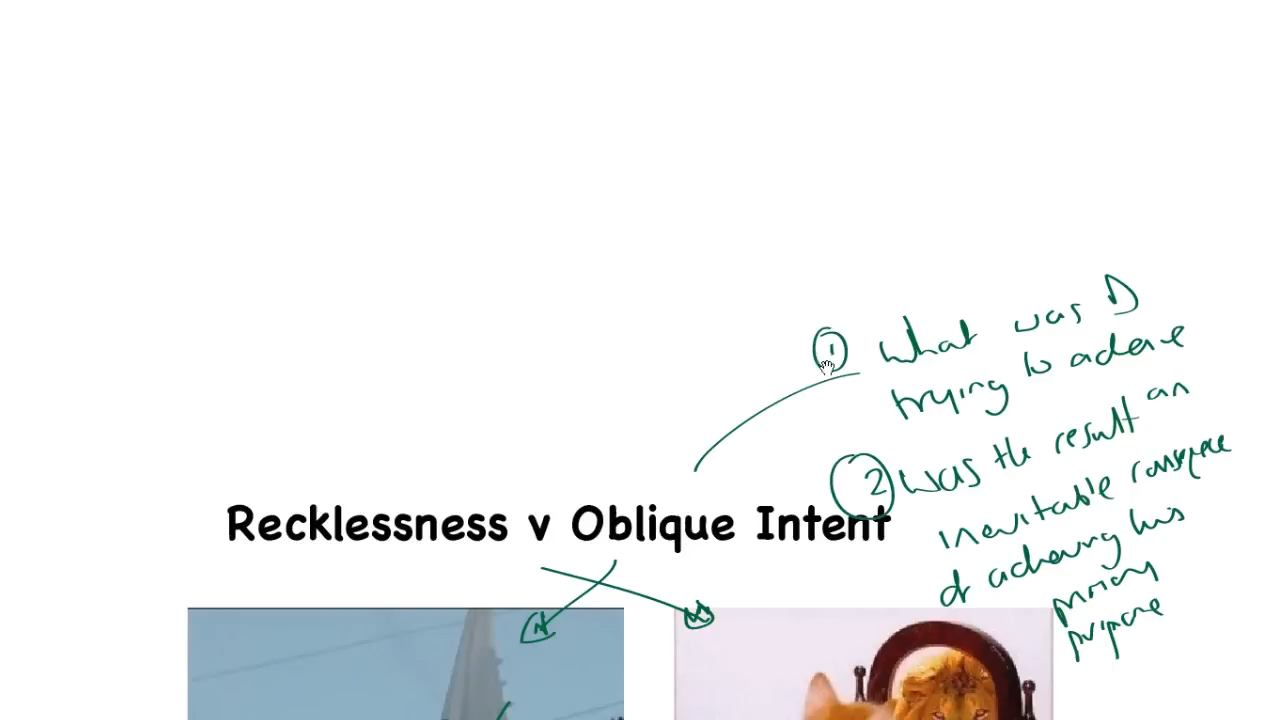 ① What was D
trying to achieve
② Was the result an
inevitable consequence
of achieving his
primary
purpose
Recklessness v Oblique Intent